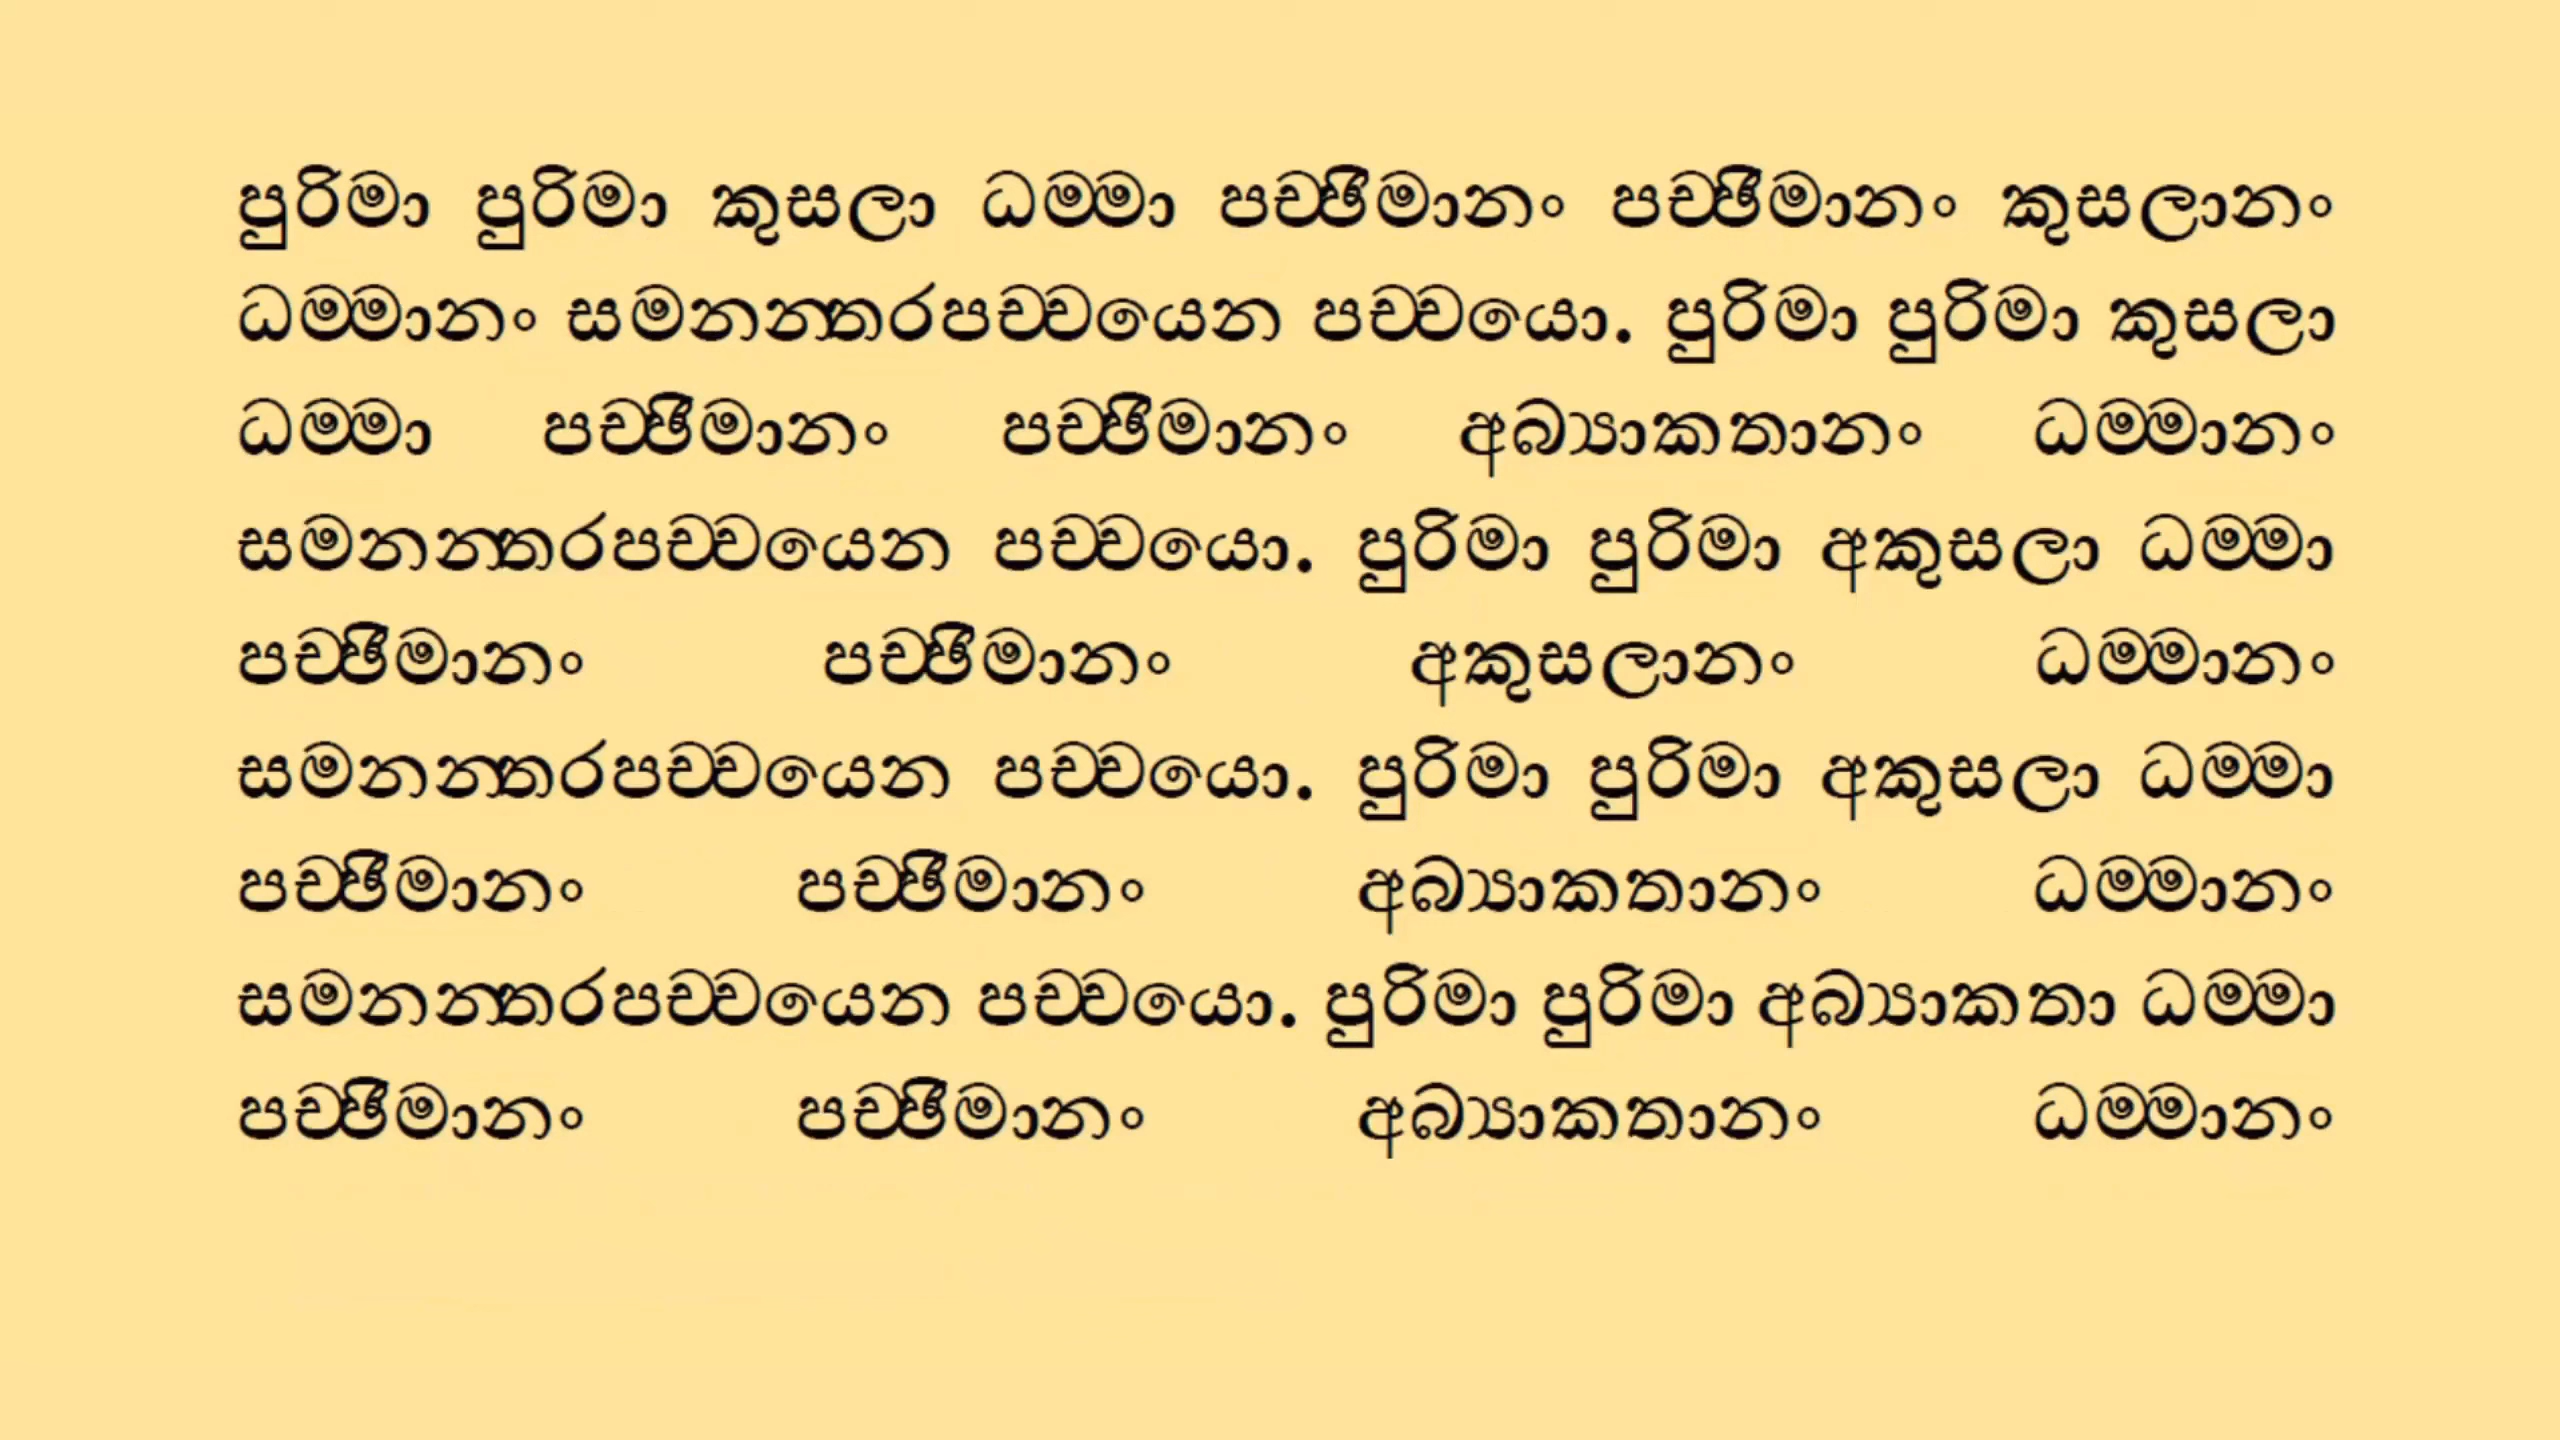 පුරිමා පුරිමා කුසලා ධම‍්මා පච‍්ඡිමානං පච‍්ඡිමානං කුසලානං
ධම‍්මානං සමනන‍්තරපච‍්චයෙන පච‍්චයො. පුරිමා පුරිමා කුසලා
ධම‍්මා පච‍්ඡිමානං පච‍්ඡිමානං අබ්‍යාකතානං ධම‍්මානං
සමනන‍්තරපච‍්චයෙන පච‍්චයො. පුරිමා පුරිමා අකුසලා ධම‍්මා
පච‍්ඡිමානං පච‍්ඡිමානං අකුසලානං ධම‍්මානං
සමනන‍්තරපච‍්චයෙන පච‍්චයො. පුරිමා පුරිමා අකුසලා ධම‍්මා
පච‍්ඡිමානං පච‍්ඡිමානං අබ්‍යාකතානං ධම‍්මානං
සමනන‍්තරපච‍්චයෙන පච‍්චයො. පුරිමා පුරිමා අබ්‍යාකතා ධම‍්මා
පච‍්ඡිමානං පච‍්ඡිමානං අබ්‍යාකතානං ධම‍්මානං